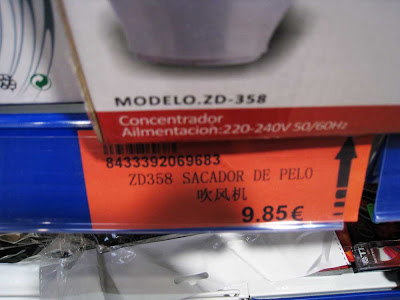 MODELO.ZD-358
Concentrador
Ailmentacion:220-240V 50/60Hz
8433392069683
ZD358 SACADOR DE PELO
吹风机
9.85€